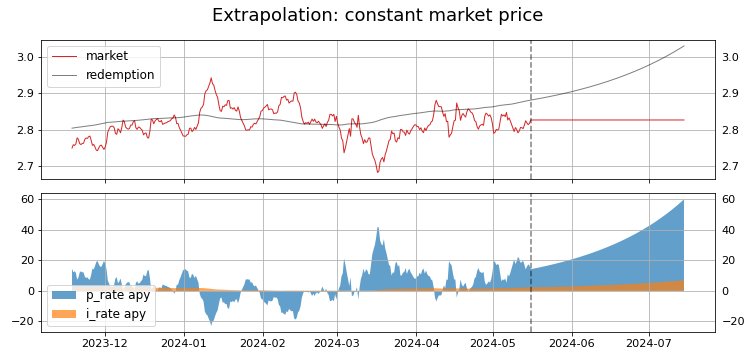 Extrapolation: constant market price
3.0 3.0
2.9 2.9
2.8 2.8
2.7 2.7
market
redemption
60 60
40 40
20 20
0 0
−20 −20
p_rate apy
i_rate apy
2023-12 2024-01 2024-02 2024-03 2024-04 2024-05 2024-06 2024-07